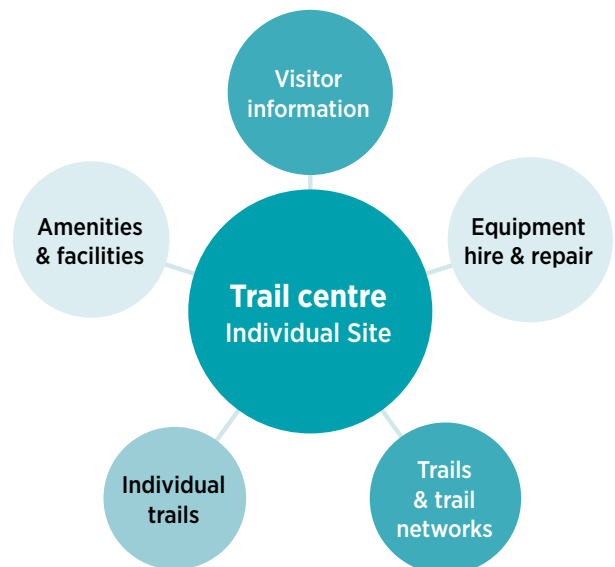 Visitor
information
Amenities
& facilities
Equipment
hire & repair
Trail centre
Individual Site
Individual
trails
Trails
& trail
networks